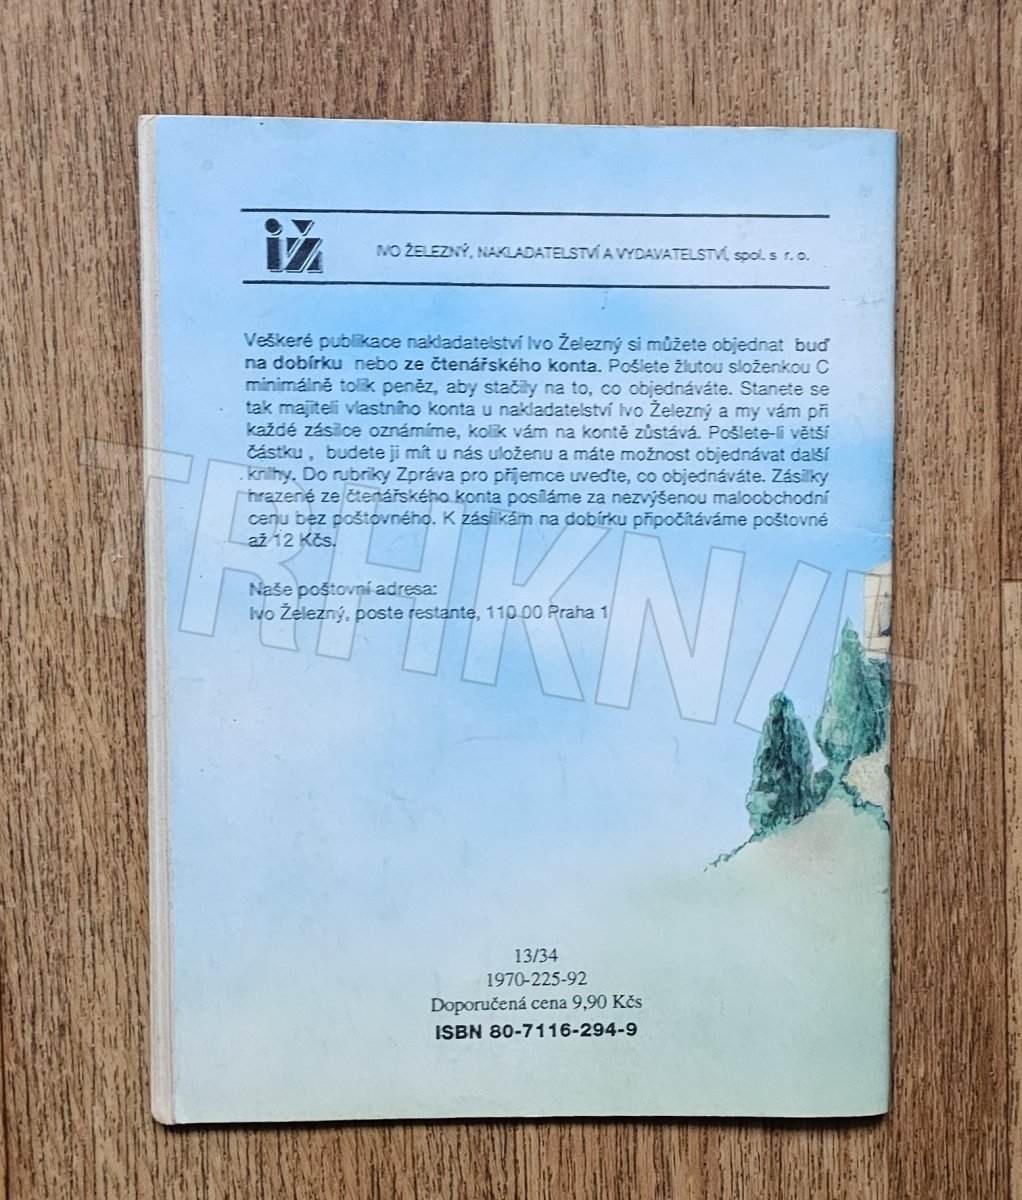 iž
IVO ŽELEZNÝ, NAKLADATELSTVÍ A VYDAVATELSTVÍ, spol. s r. o.
Veškeré publikace nakladatelství Ivo Železný si můžete objednat buď
na dobírku nebo ze čtenářského konta. Pošlete žlutou složenkou C
minimálně tolik peněz, aby stačily na to, co objednáváte. Stanete se
tak majiteli vlastního konta u nakladatelství Ivo Železný a my vám při
každé zásilce oznámíme, kolik vám na kontě zůstává. Pošlete-li větší
částku , budete ji mít u nás uloženu a máte možnost objednávat další
knihy. Do rubriky Zpráva pro příjemce uveďte, co objednáváte. Zásilky
hrazené ze čtenářského konta posíláme za nezvýšenou maloobchodní
cenu bez poštovného. K zásilkám na dobírku připočítáváme poštovné
až 12 Kčs.
Naše poštovní adresa:
Ivo Železný, poste restante, 110 00 Praha 1
13/34
1970-225-92
Doporučená cena 9,90 Kčs
ISBN 80-7116-294-9